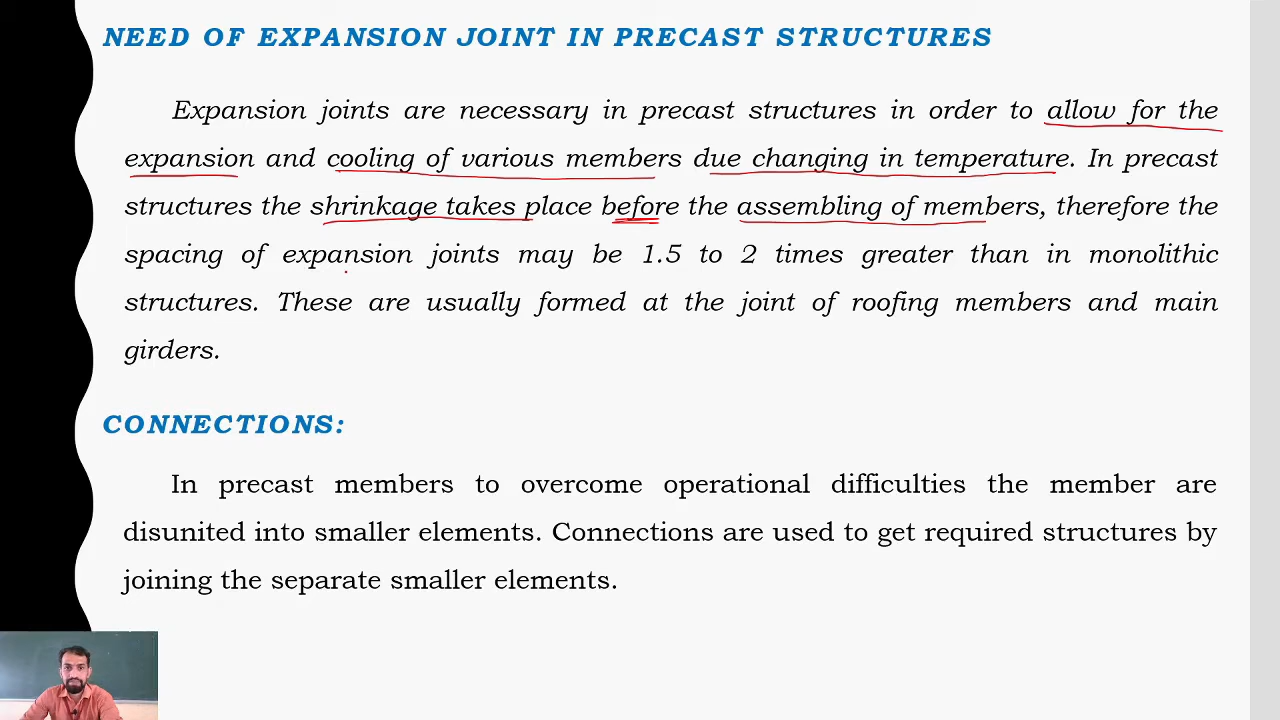 NEED OF EXPANSION JOINT IN PRECAST STRUCTURES
Expansion joints are necessary in precast structures in order to allow for the
expansion and cooling of various members due changing in temperature. In precast
structures the shrinkage takes place before the assembling of members, therefore the
spacing of expansion joints may be 1.5 to 2 times greater than in monolithic
structures. These are usually formed at the joint of roofing members and main
girders.
CONNECTIONS:
In precast members to overcome operational difficulties the member are
disunited into smaller elements. Connections are used to get required structures by
joining the separate smaller elements.